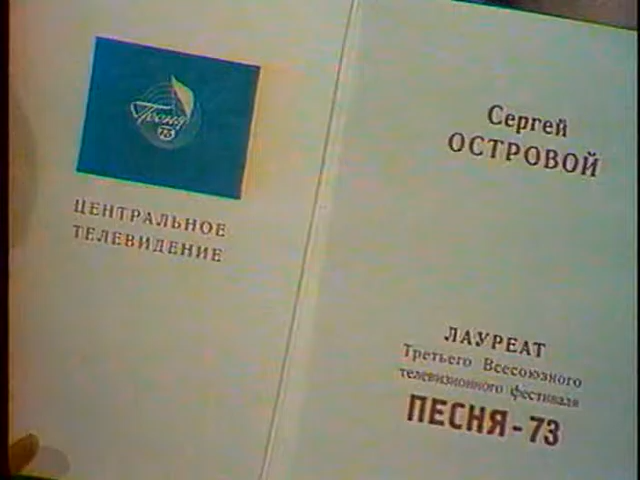 Песня
73
ЦЕНТРАЛЬНОЕ
ТЕЛЕВИДЕНИЕ
Сергей
ОСТРОВОЙ
ЛАУРЕАТ
Третьего Всесоюзного
телевизионного фестиваля
ПЕСНЯ-73